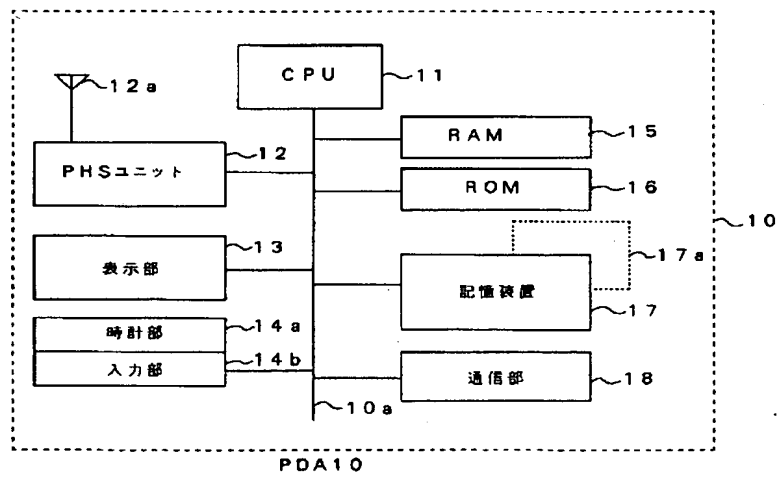 CPU
11
12a
RAM
15
12
PHSユニット
ROM
16
10
13
表示部
17a
記憶装置
17
時計部
14a
入力部
14b
通信部
18
10a
PDA10